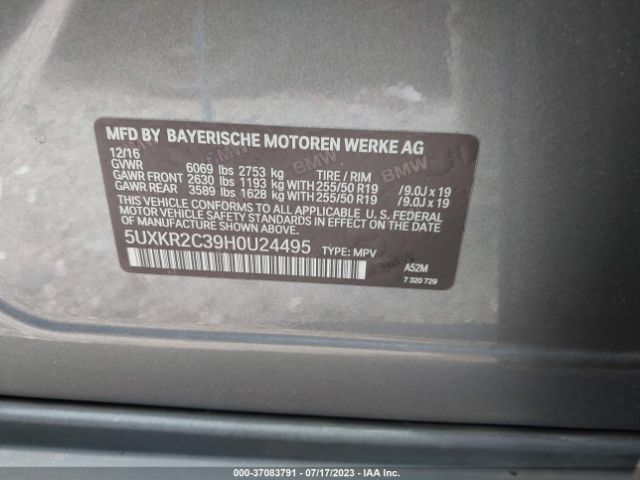 MFD BY BAYERISCHE MOTOREN WERKE AG
12/16
GVWR 6069 lbs 2753 kg TIRE / RIM
GAWR FRONT 2630 lbs 1193 kg WITH 255/50 R19 /9.0J x 19
GAWR REAR 3589 lbs 1628 kg WITH 255/50 R19 /9.0J x 19
THIS VEHICLE CONFORMS TO ALL APPLICABLE U.S. FEDERAL
MOTOR VEHICLE SAFETY STANDARDS IN EFFECT ON THE DATE
OF MANUFACTURE SHOWN ABOVE.
5UXKR2C39H0U24495 TYPE: MPV
A52M
7 320 729
BMW
BMW
BMW
000-37083791 - 07/17/2023 - IAA Inc.